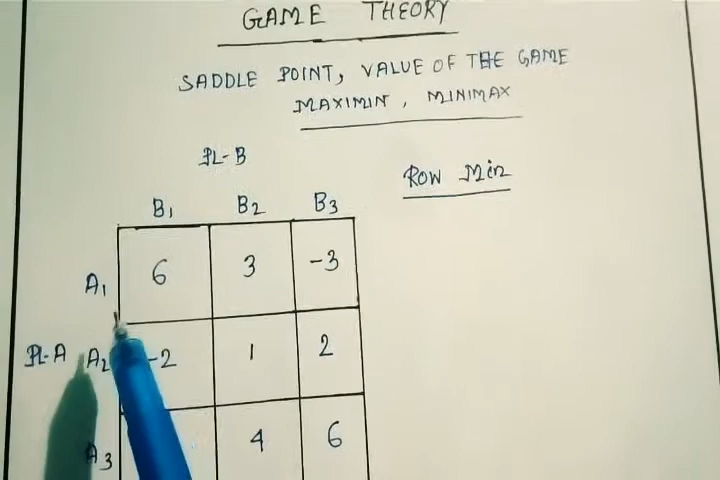 GAME THEORY
SADDLE POINT, VALUE OF THE GAME
MAXIMIN, MINIMAX
PL-B
Row Min
B1 B2 B3
A1 6 3 -3
PL-A A2 -2 1 2
A3 4 6